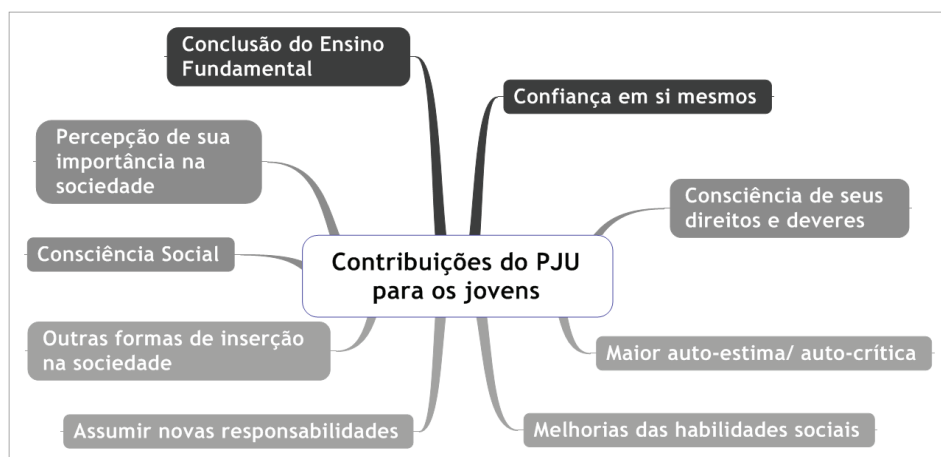 Conclusão do Ensino
Fundamental
Confiança em si mesmos
Percepção de sua
importância na
sociedade
Consciência de seus
direitos e deveres
Consciência Social
Contribuições do PJU
para os jovens
Outras formas de inserção
na sociedade
Maior auto-estima/ auto-crítica
Assumir novas responsabilidades
Melhorias das habilidades sociais